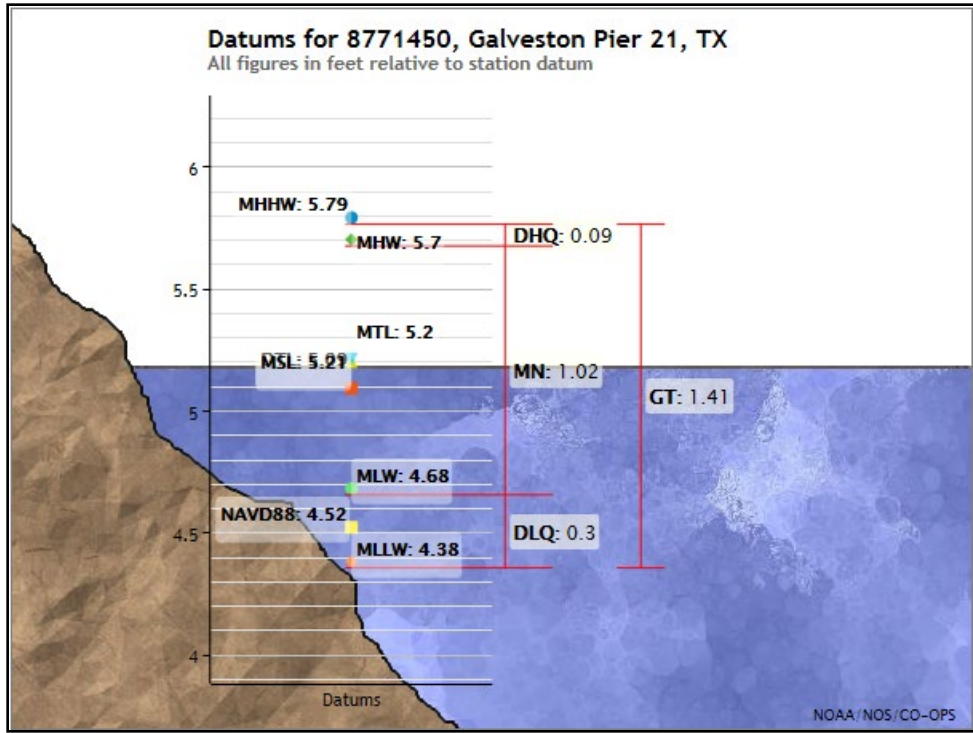 Datums for 8771450, Galveston Pier 21, TX
All figures in feet relative to station datum
6
MHHW: 5.79
DHQ: 0.09
MHW: 5.7
5.5
MTL: 5.2
MSL: 5.21
MN: 1.02
GT: 1.41
5
MLW: 4.68
NAVD88: 4.52
4.5
DLQ: 0.3
MLLW: 4.38
4
Datums
NOAA/NOS/CO-OPS